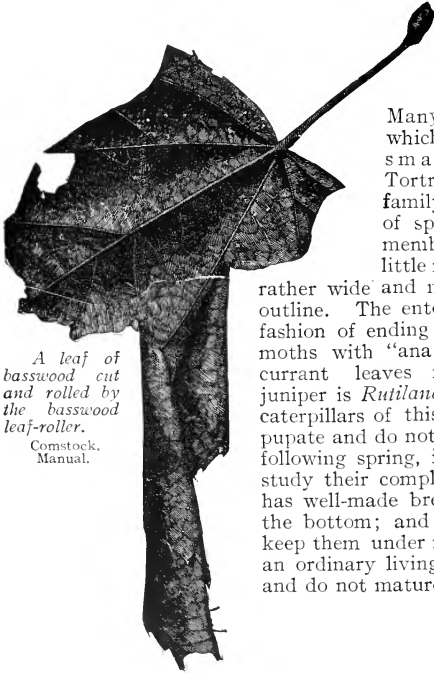 A leaf of
basswood cut
and rolled by
the basswood
leaf-roller.
Comstock.
Manual.
Many
which
sma
Tortr
family
of sp
memb
little
rather wide and
outline. The ente
fashion of ending
moths with "ana
currant leaves
juniper is Rutilan
caterpillars of this
pupate and do not
following spring,
study their compl
has well-made bre
the bottom; and
keep them under
an ordinary living
and do not mature